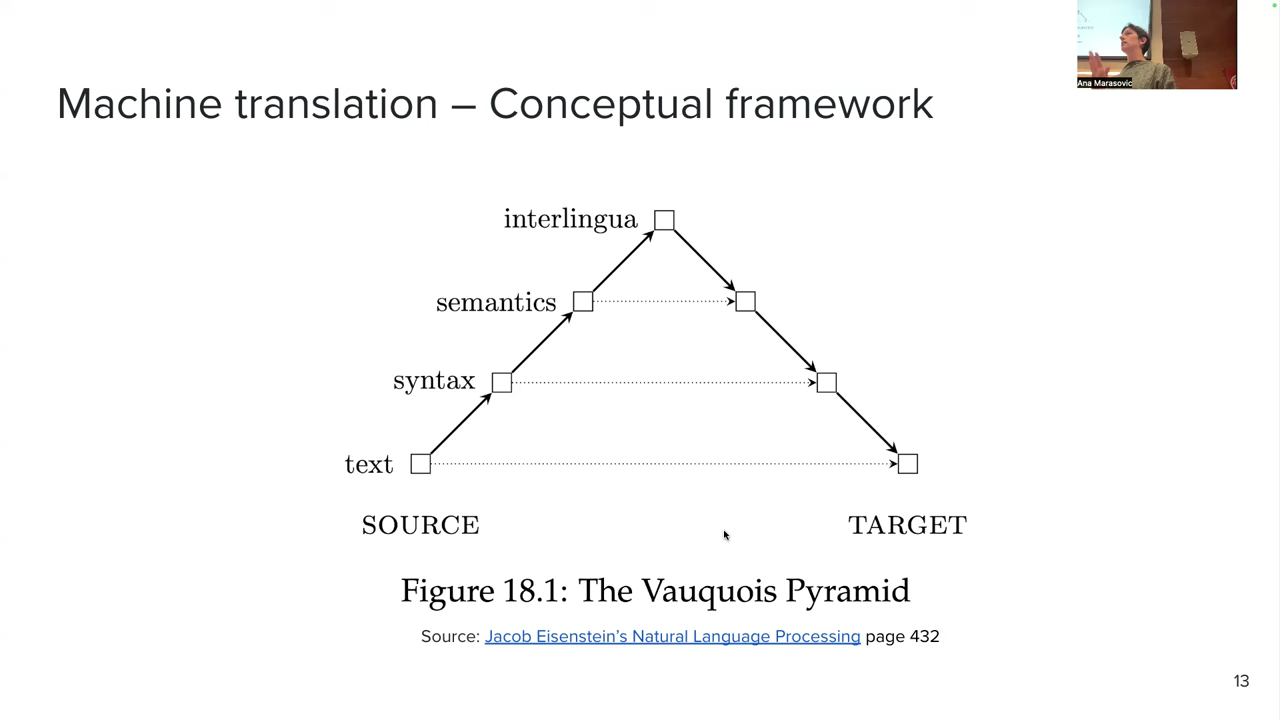 Ana Marasovic
Machine translation – Conceptual framework
interlingua
semantics
syntax
text
SOURCE
TARGET
Figure 18.1: The Vauquois Pyramid
Source: Jacob Eisenstein’s Natural Language Processing page 432
13